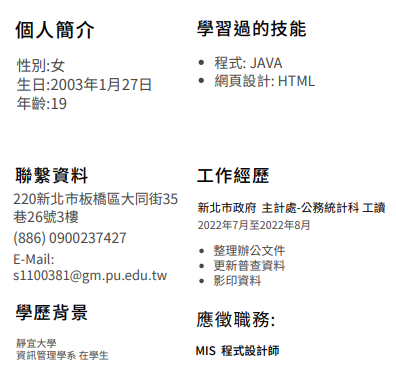 個人簡介
性別:女
生日:2003年1月27日
年齡:19
學習過的技能
• 程式: JAVA
• 網頁設計: HTML
聯繫資料
220新北市板橋區大同街35
巷26號3樓
(886) 0900237427
E-Mail:
s1100381@gm.pu.edu.tw
學歷背景
靜宜大學
資訊管理學系 在學生
工作經歷
新北市政府 主計處-公務統計科 工讀
2022年7月至2022年8月
• 整理辦公文件
• 更新普查資料
• 影印資料
應徵職務:
MIS 程式設計師